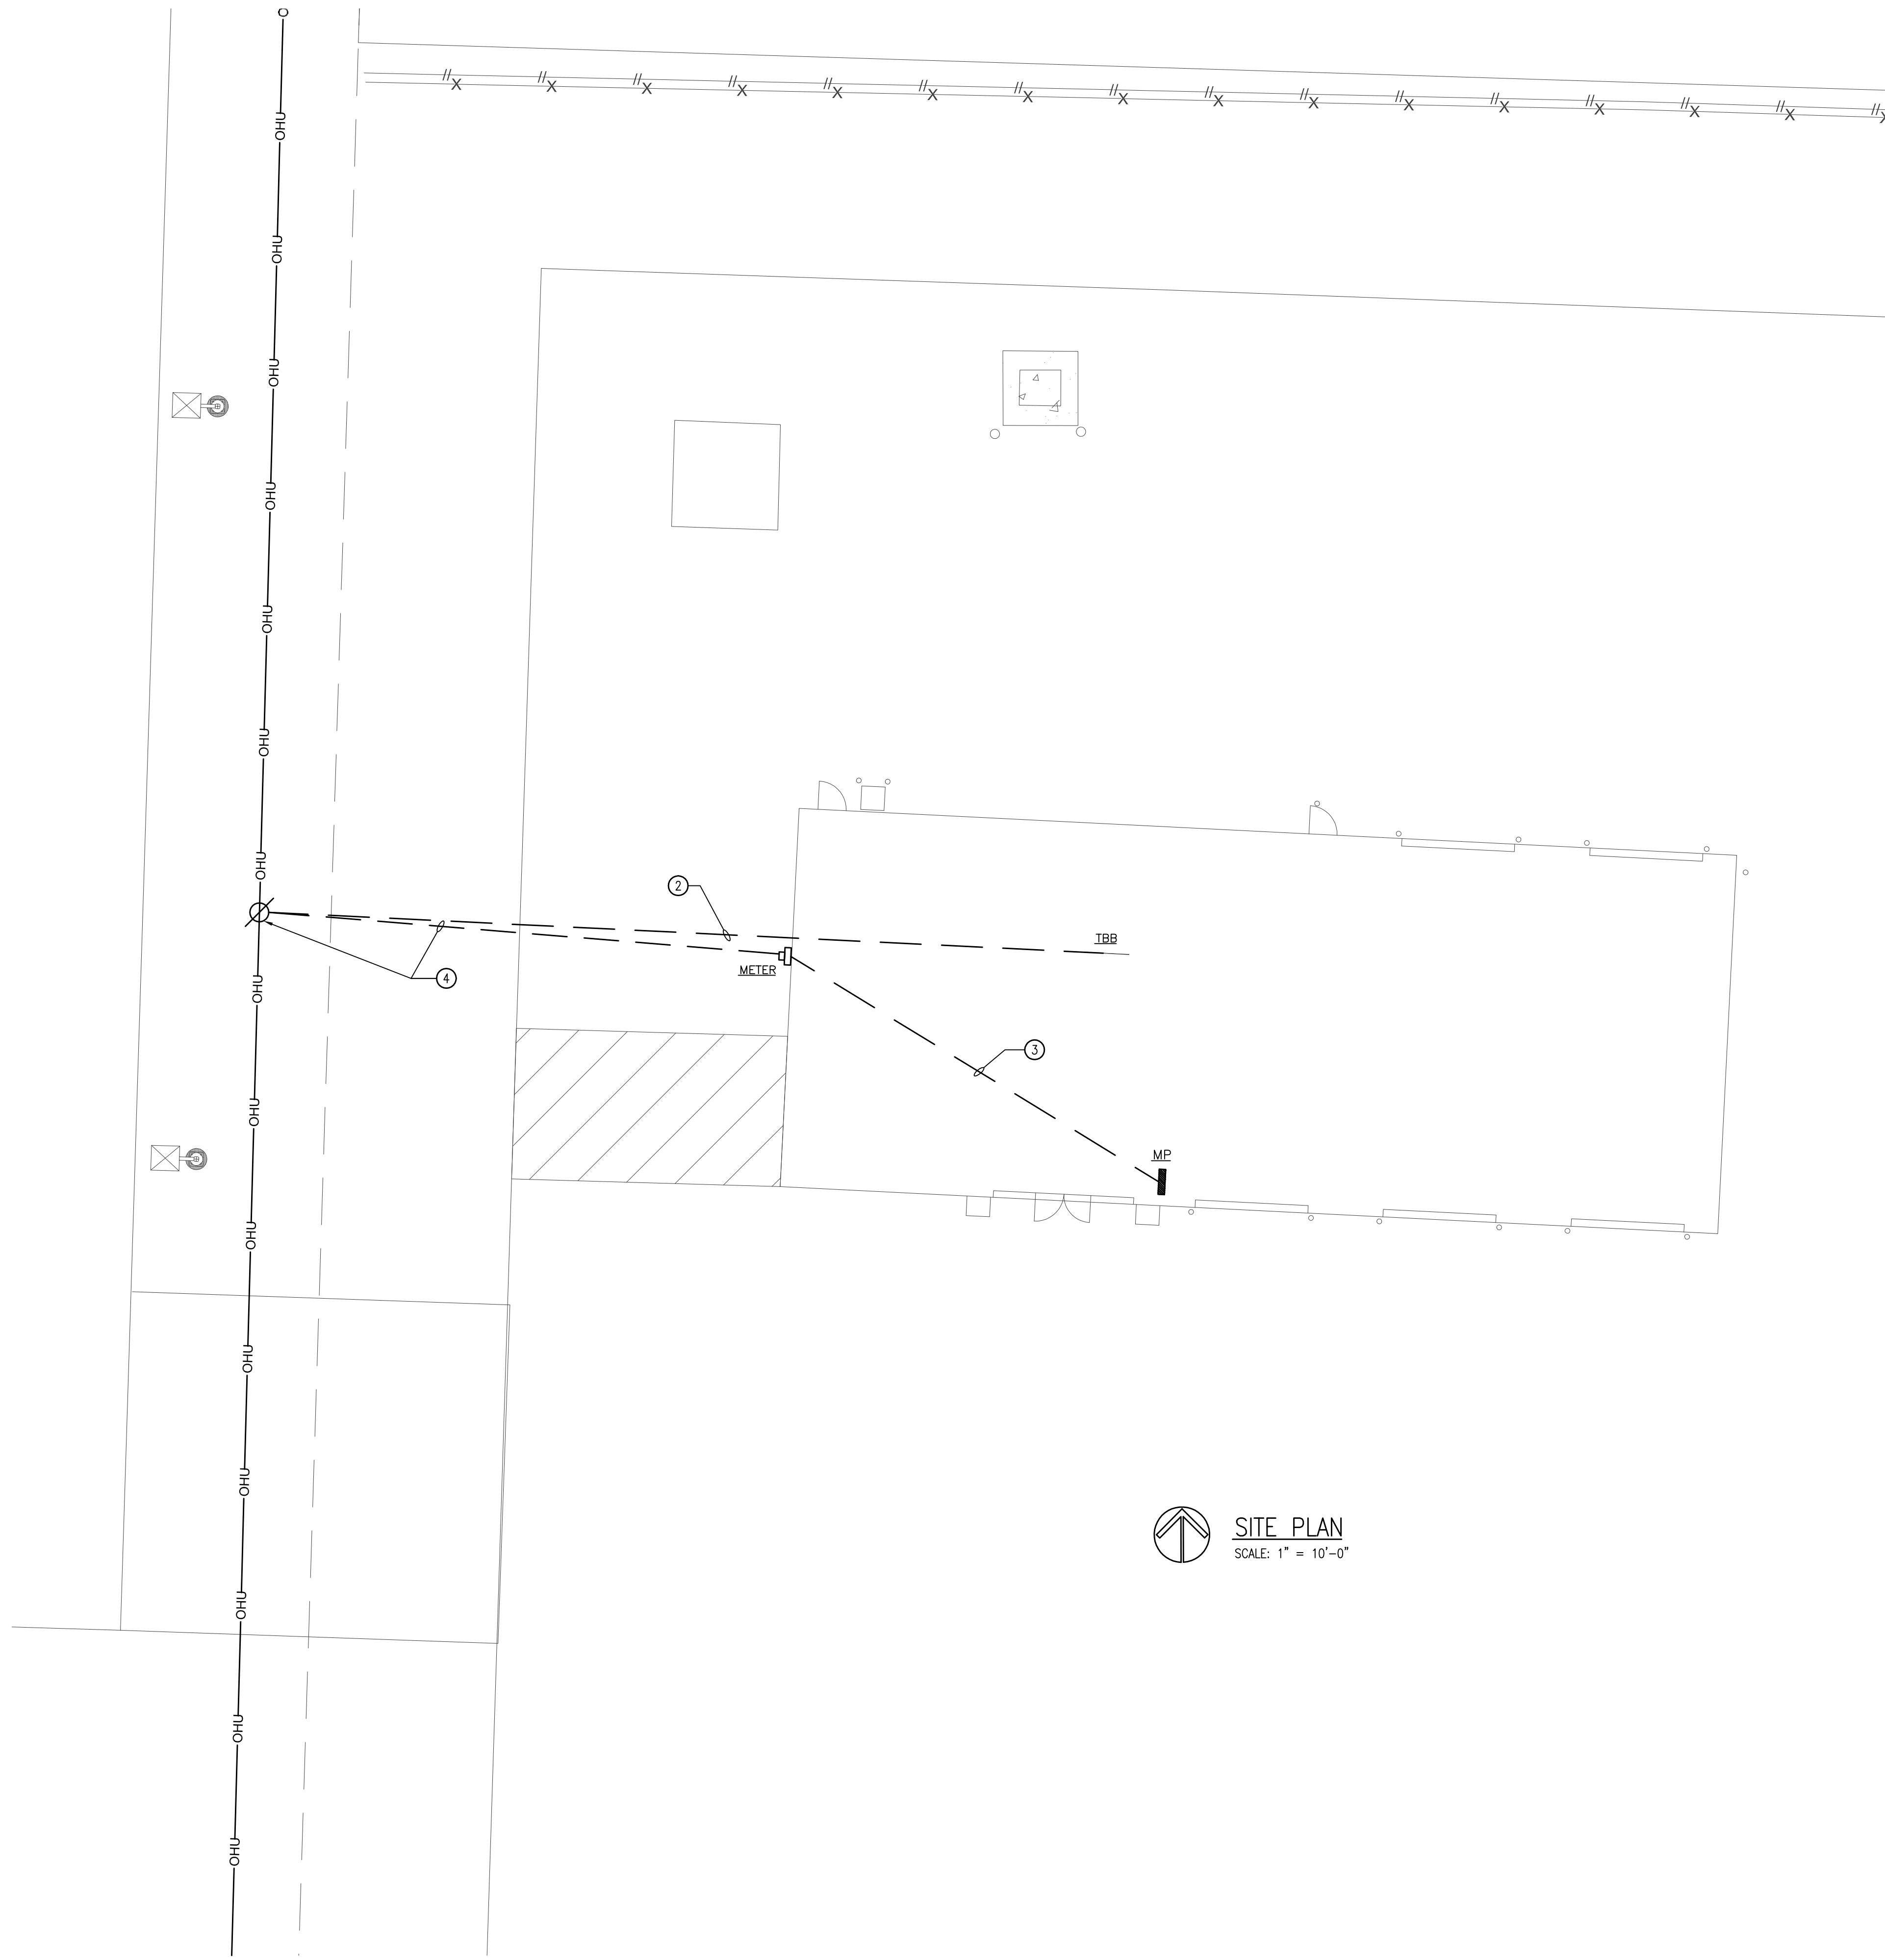 O
OHU
OHU
OHU
OHU
OHU
OHU
OHU
2
TBB
METER
4
OHU
3
OHU
MP
OHU
OHU
OHU
SITE PLAN
SCALE: 1" = 10'-0"
OHU
OHU
OHU
X X X X X X X X X X X X X X X X